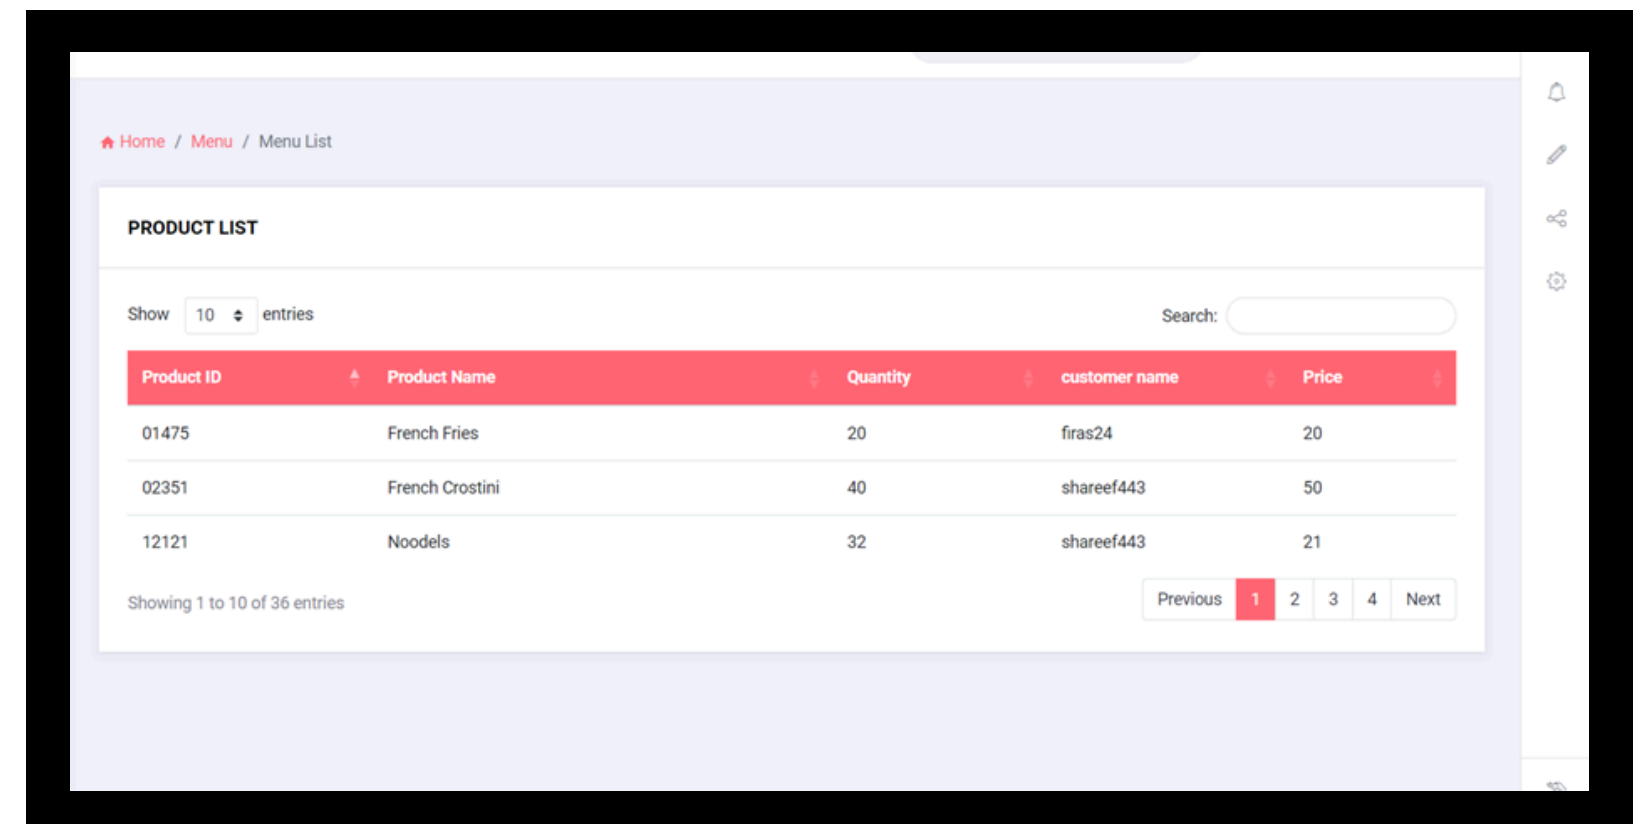 Home / Menu / Menu List
PRODUCT LIST
Show 10 entries
Search:
Product ID Product Name Quantity customer name Price
01475 French Fries 20 firas24 20
02351 French Crostini 40 shareef443 50
12121 Noodels 32 shareef443 21
Showing 1 to 10 of 36 entries
Previous 1 2 3 4 Next